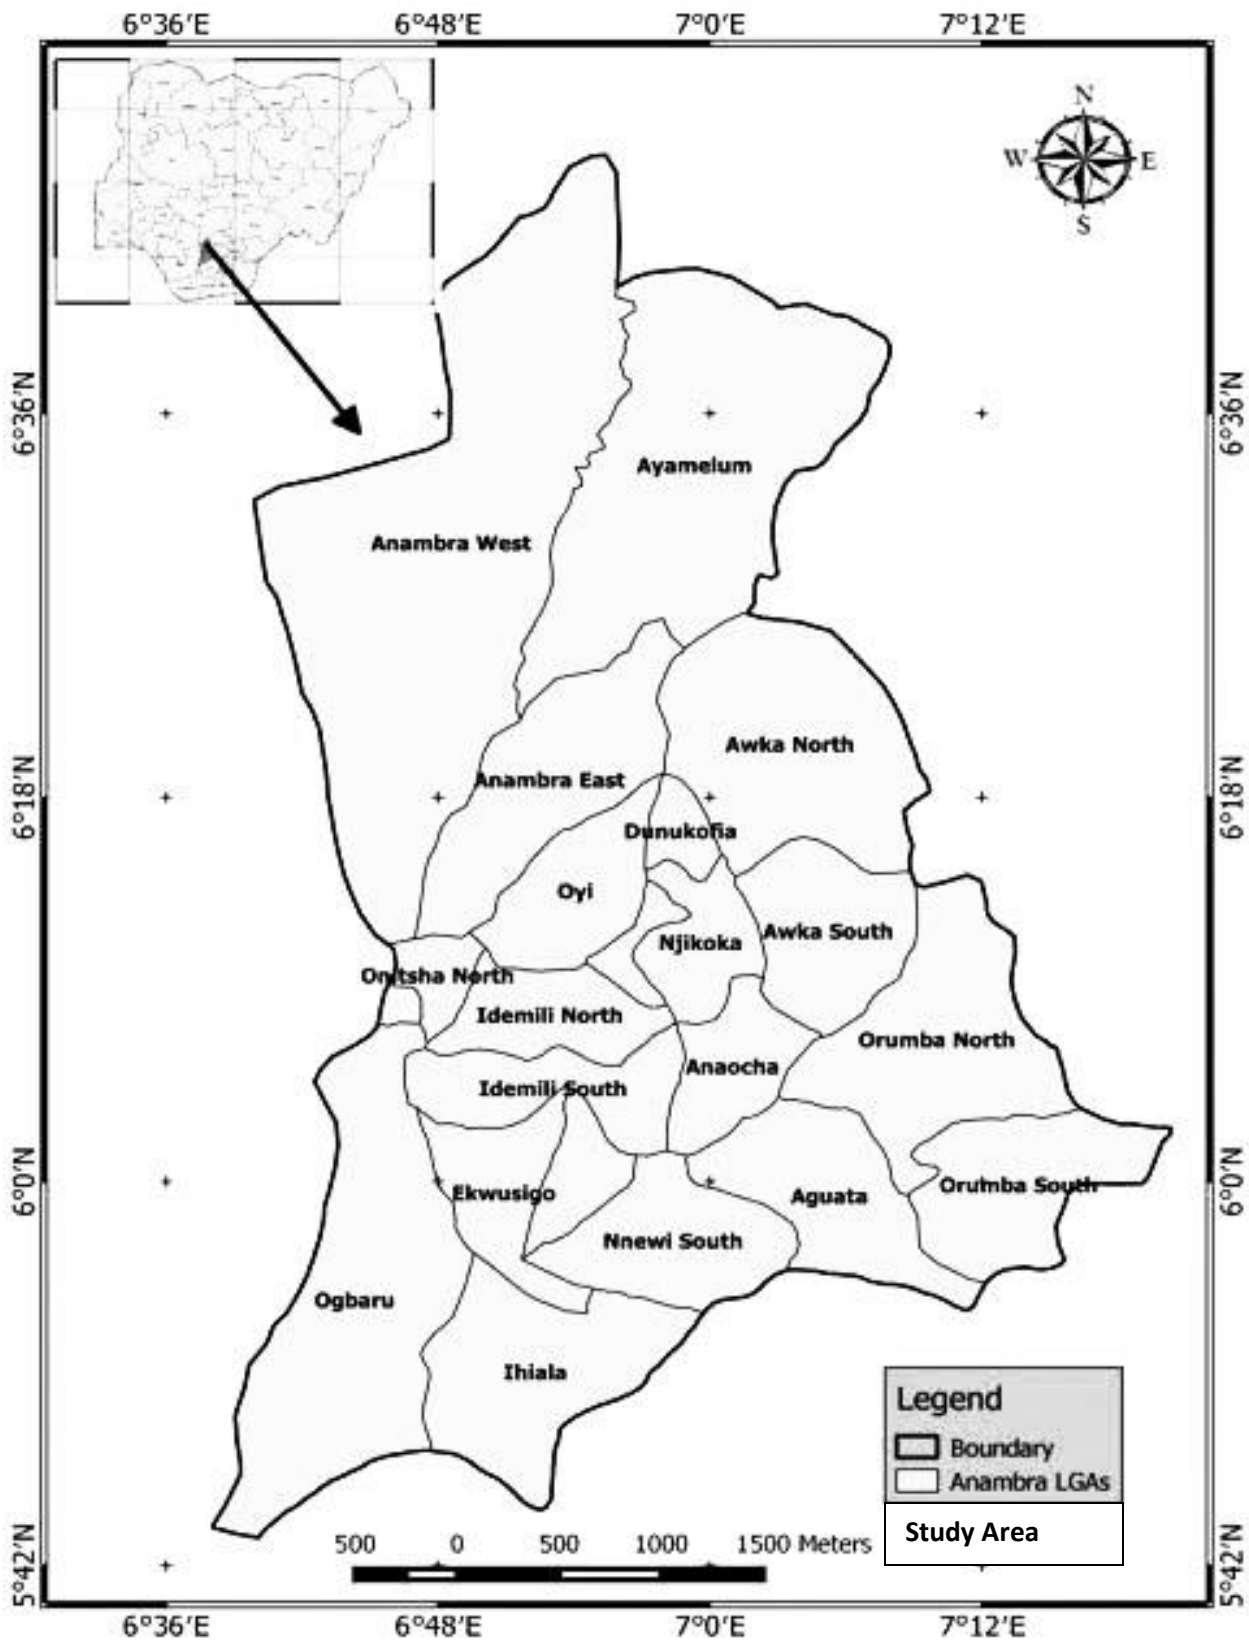 6°36′E 6°48′E 7°0′E 7°12′E
N
W E
S
6°36′N 6°36′N
Ayamelum
Anambra West
Awka North
Anambra East
6°18′N 6°18′N
Dunukofia
Oyi
Awka South
Njikoka
Onitsha North
Idemili North
Orumba North
Anaocha
Idemili South
6°0′N 6°0′N
Orumba South
Ekwusigo
Aguata
Nnewi South
Ogbaru
Ihiala
Legend
Boundary
Anambra LGAs
Study Area
500 0 500 1000 1500 Meters
5°42′N 5°42′N
6°36′E 6°48′E 7°0′E 7°12′E